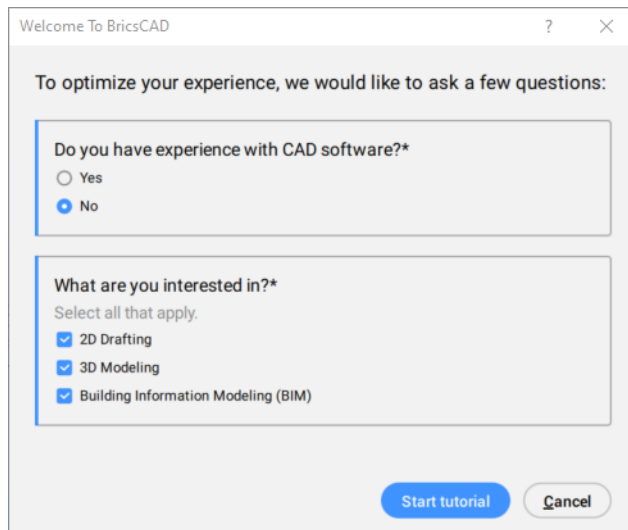 Welcome To BricsCAD
?
To optimize your experience, we would like to ask a few questions:
Do you have experience with CAD software?*
Yes
No
What are you interested in?*
Select all that apply.
2D Drafting
3D Modeling
Building Information Modeling (BIM)
Start tutorial
Cancel